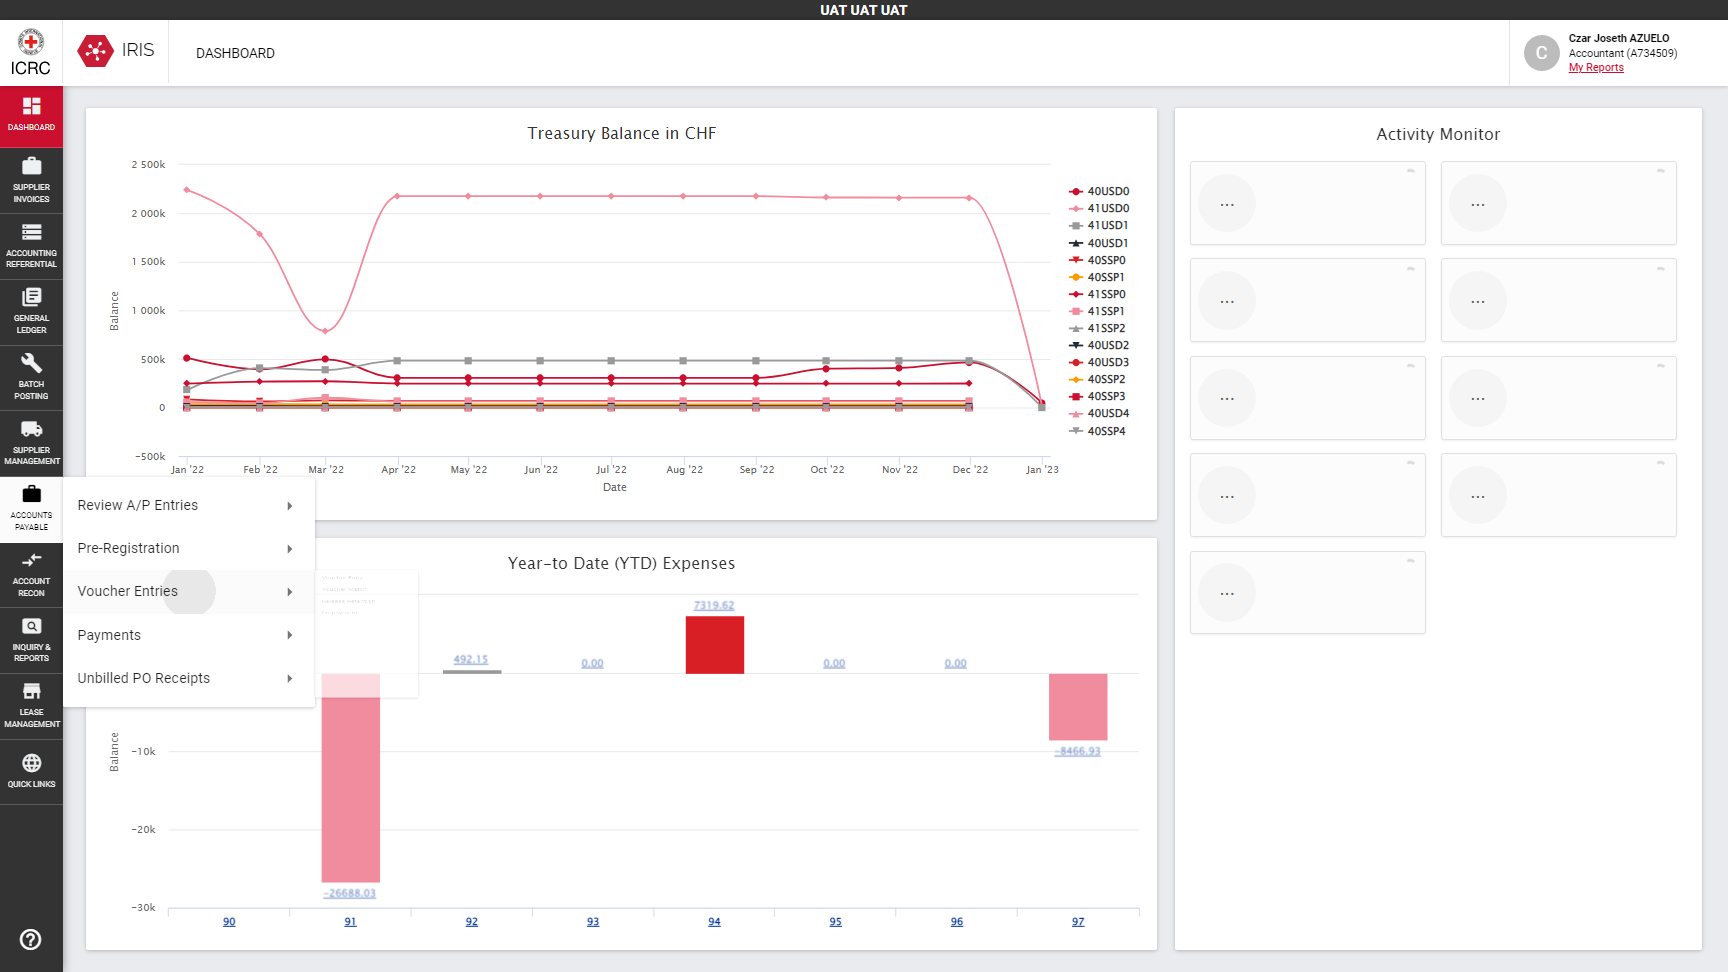 UAT UAT UAT
ICRC
IRIS
DASHBOARD
Czar Joseth AZUELO
Accountant (A734509)
My Reports
C
DASHBOARD
SUPPLIER
INVOICES
ACCOUNTING
REFERENTIAL
GENERAL
LEDGER
BATCH
POSTING
SUPPLIER
MANAGEMENT
ACCOUNTS
PAYABLE
ACCOUNT
RECON
INQUIRY &
REPORTS
LEASE
MANAGEMENT
QUICK LINKS
Review A/P Entries
Pre-Registration
Voucher Entries
Payments
Unbilled PO Receipts
Treasury Balance in CHF
Balance
2 500k
2 000k
1 500k
1 000k
500k
0
-500k
Jan '22 Feb '22 Mar '22 Apr '22 May '22 Jun '22 Jul '22 Aug '22 Sep '22 Oct '22 Nov '22 Dec '22 Jan '23
Date
40USD0
41USD0
41USD1
40USD1
40SSP0
40SSP1
41SSP0
41SSP1
41SSP2
40USD2
40USD3
40SSP2
40SSP3
40USD4
40SSP4
Year-to Date (YTD) Expenses
Balance
-10k
-20k
-30k
-26688.03
492.15
0.00
7319.62
0.00
0.00
-8466.93
90 91 92 93 94 95 96 97
Activity Monitor
... ...
... ...
... ...
... ...
...